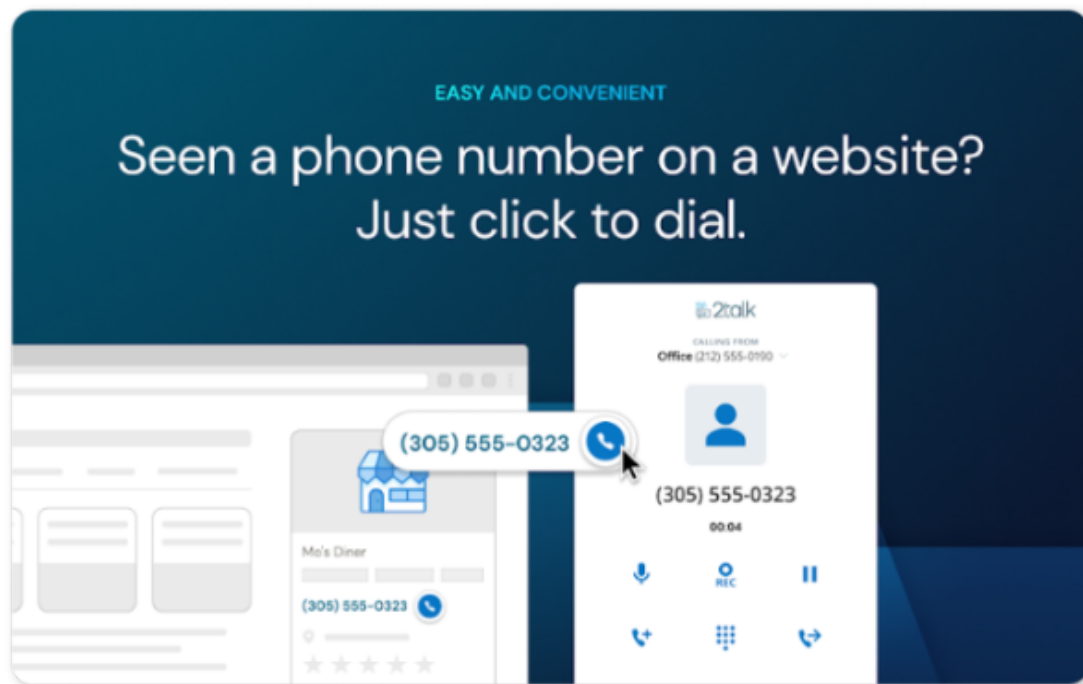 EASY AND CONVENIENT
Seen a phone number on a website?
Just click to dial.
2talk
CALLING FROM
Office (212) 555-0190
(305) 555-0323
(305) 555-0323
00:04
Mo's Diner
(305) 555-0323
REC